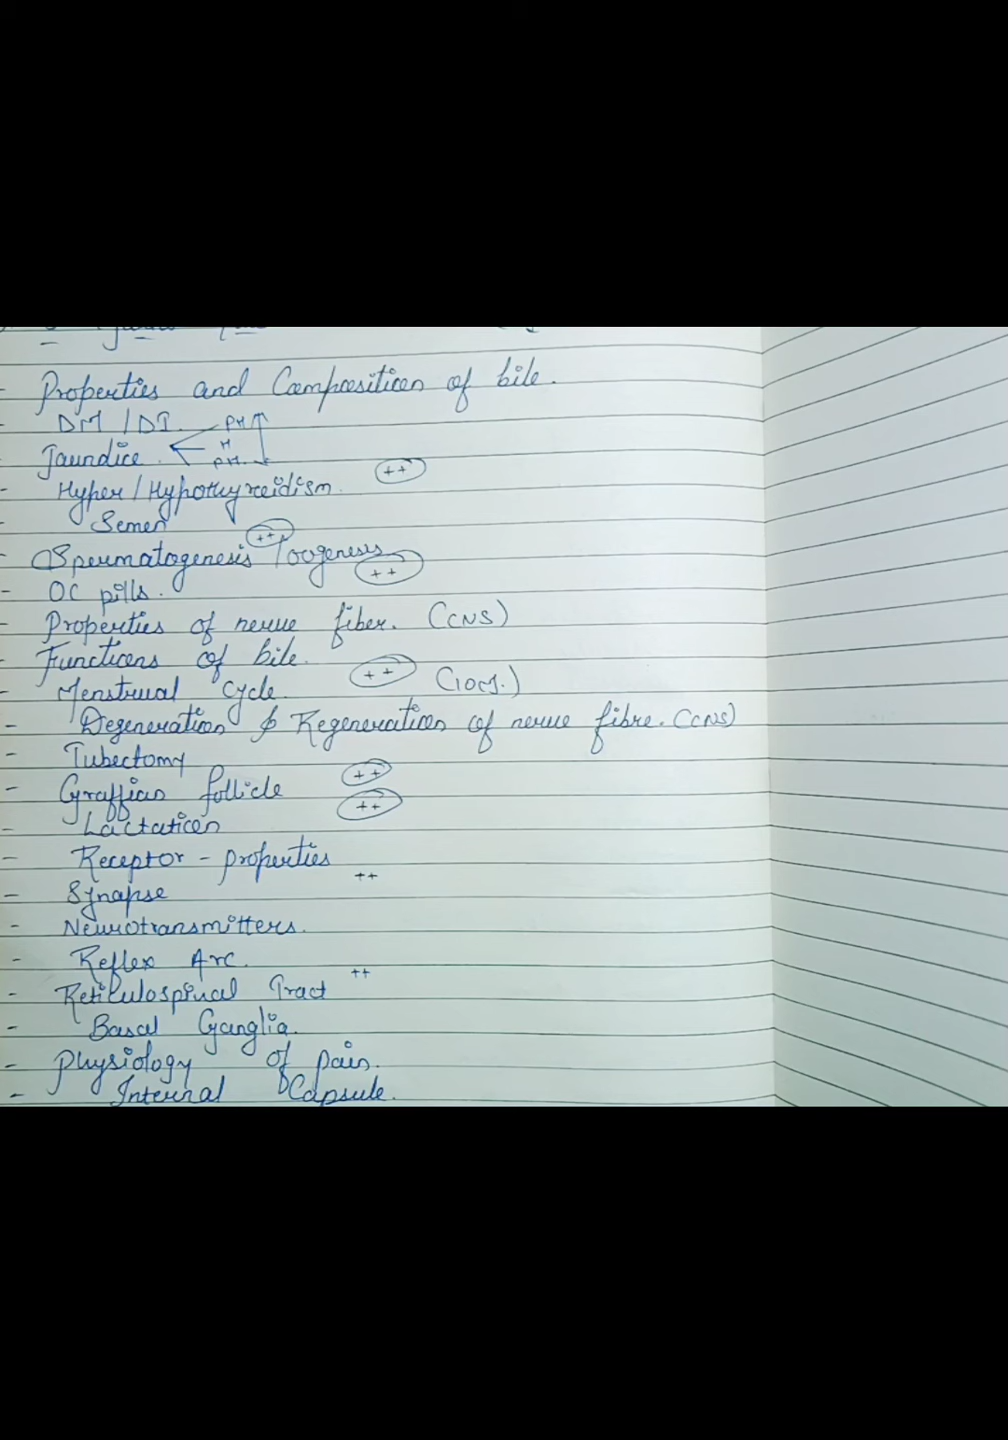 - Properties and Composition of bile.
- DM / DI.
Jaundice. PH
H
PH
- Hyper / Hypothyroidism. ++
- Semen
- Spermatogenesis ++ / oogenesis
- OC pills. ++
- Properties of nerve fiber. (CNS)
- Functions of bile.
- Menstrual cycle. ++ (10M.)
- Degeneration & Regeneration of nerve fibre. (CNS)
- Tubectomy
- Graffian follicle ++
- Lactation ++
- Receptor - properties
- Synapse ++
- Neurotransmitters.
- Reflex Arc.
- Reticulospinal Tract ++
- Basal Ganglia.
- Physiology of pain.
- Internal Capsule.